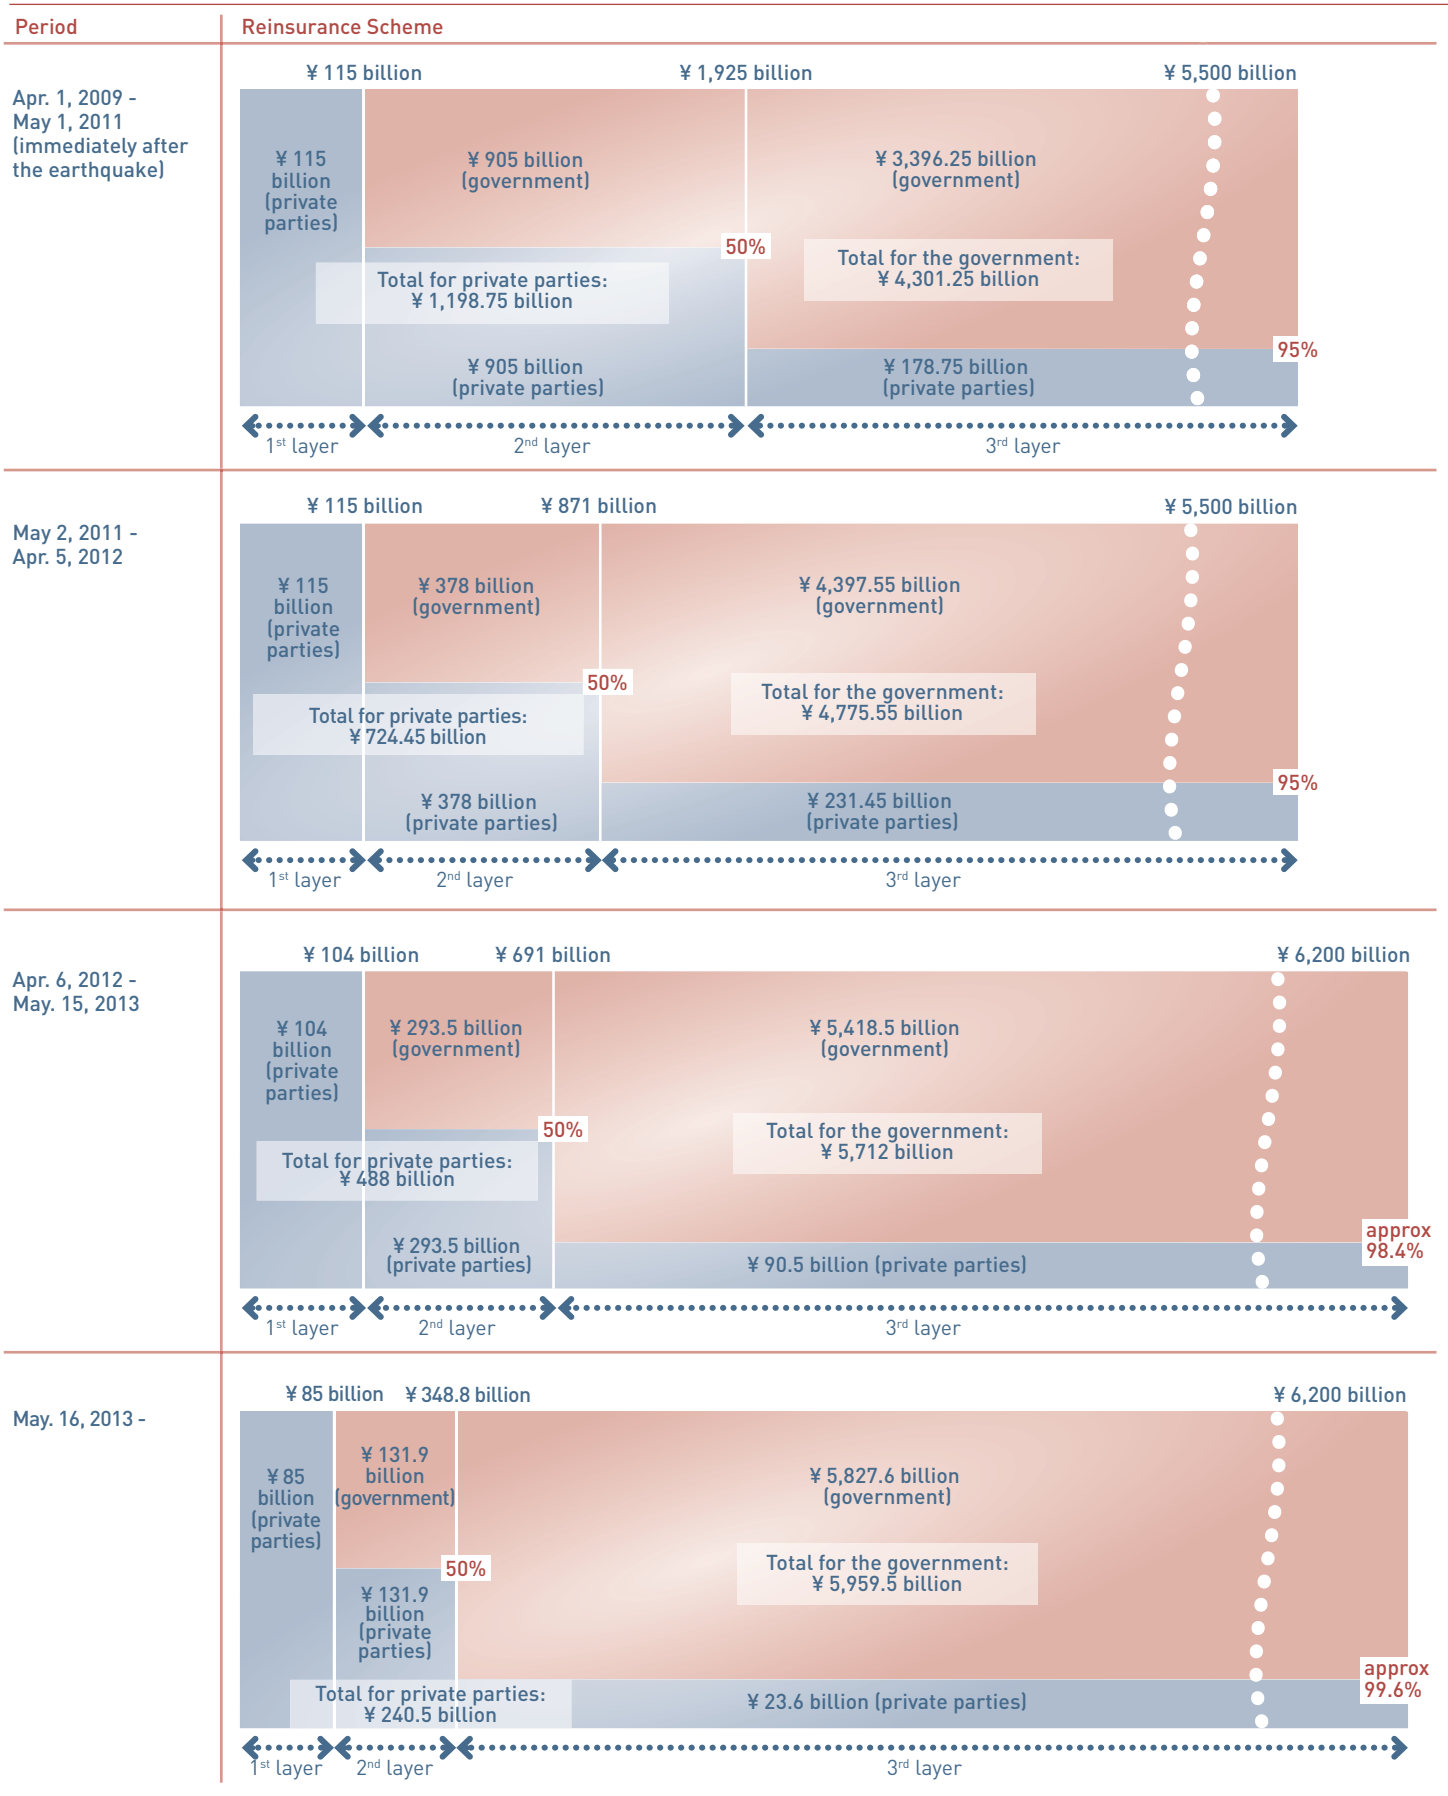 Period
Reinsurance Scheme
Apr. 1, 2009 -
May 1, 2011
(immediately after
the earthquake)
¥ 115 billion
¥ 1,925 billion
¥ 5,500 billion
¥ 115
billion
(private
parties)
¥ 905 billion
(government)
¥ 3,396.25 billion
(government)
50%
Total for private parties:
¥ 1,198.75 billion
Total for the government:
¥ 4,301.25 billion
¥ 905 billion
(private parties)
¥ 178.75 billion
(private parties)
95%
1st layer
2nd layer
3rd layer
May 2, 2011 -
Apr. 5, 2012
¥ 115 billion
¥ 871 billion
¥ 5,500 billion
¥ 115
billion
(private
parties)
¥ 378 billion
(government)
¥ 4,397.55 billion
(government)
50%
Total for private parties:
¥ 724.45 billion
Total for the government:
¥ 4,775.55 billion
¥ 378 billion
(private parties)
¥ 231.45 billion
(private parties)
95%
1st layer
2nd layer
3rd layer
Apr. 6, 2012 -
May. 15, 2013
¥ 104 billion
¥ 691 billion
¥ 6,200 billion
¥ 104
billion
(private
parties)
¥ 293.5 billion
(government)
¥ 5,418.5 billion
(government)
50%
Total for private parties:
¥ 488 billion
Total for the government:
¥ 5,712 billion
¥ 293.5 billion
(private parties)
¥ 90.5 billion (private parties)
approx
98.4%
1st layer
2nd layer
3rd layer
May. 16, 2013 -
¥ 85 billion
¥ 348.8 billion
¥ 6,200 billion
¥ 85
billion
(private
parties)
¥ 131.9
billion
(government)
¥ 5,827.6 billion
(government)
50%
¥ 131.9
billion
(private
parties)
Total for the government:
¥ 5,959.5 billion
Total for private parties:
¥ 240.5 billion
¥ 23.6 billion (private parties)
approx
99.6%
1st layer
2nd layer
3rd layer